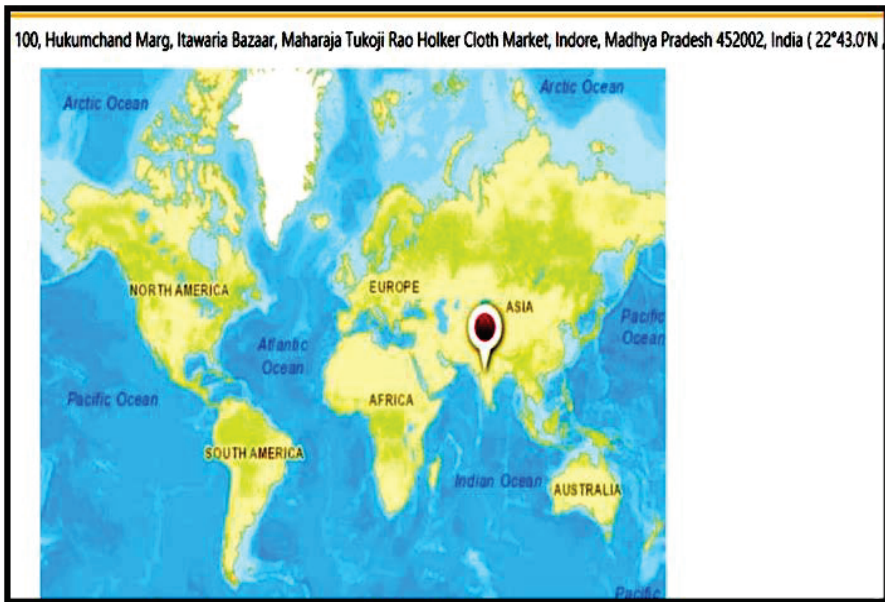 100, Hukumchand Marg, Itawaria Bazaar, Maharaja Tukoji Rao Holker Cloth Market, Indore, Madhya Pradesh 452002, India ( 22°43.0'N ,
Arctic Ocean
Arctic Ocean
NORTH AMERICA
EUROPE
ASIA
Pacific
Ocean
Atlantic
Ocean
Pacific Ocean
AFRICA
SOUTH AMERICA
Indian Ocean
AUSTRALIA
Pacific